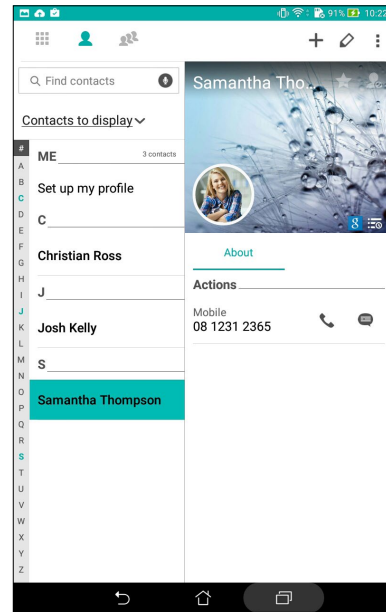 91% 10:22
Find contacts
Samantha Tho...
Contacts to display
#
A
B
C
D
E
F
G
H
I
J
K
L
M
N
O
P
Q
R
S
T
U
V
W
X
Y
Z
ME 3 contacts
Set up my profile
C
Christian Ross
J
Josh Kelly
S
Samantha Thompson
8
About
Actions
Mobile
08 1231 2365